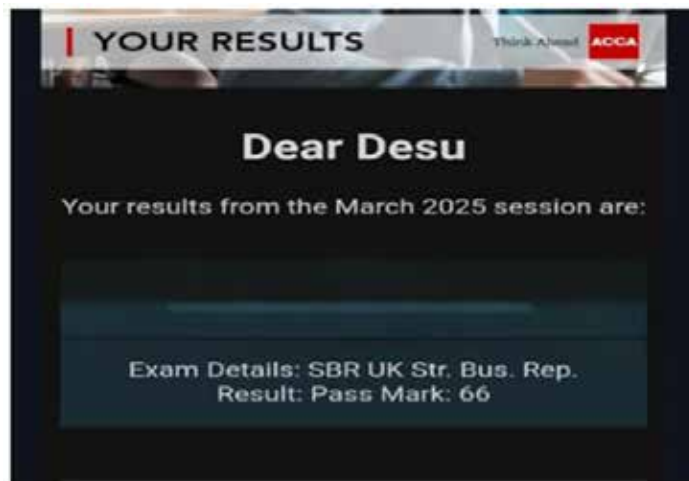 YOUR RESULTS
Think Ahead ACCA
Dear Desu
Your results from the March 2025 session are:
Exam Details: SBR UK Str. Bus. Rep.
Result: Pass Mark: 66